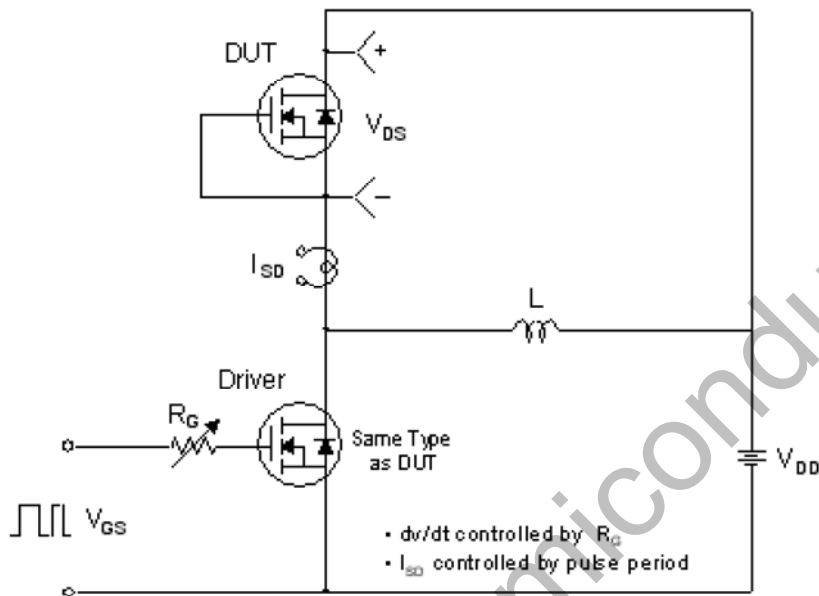 DUT
+
V_DS
−
I_SD
L
Driver
R_G
Same Type
as DUT
V_DD
V_GS
• dv/dt controlled by R_G
• I_SD controlled by pulse period